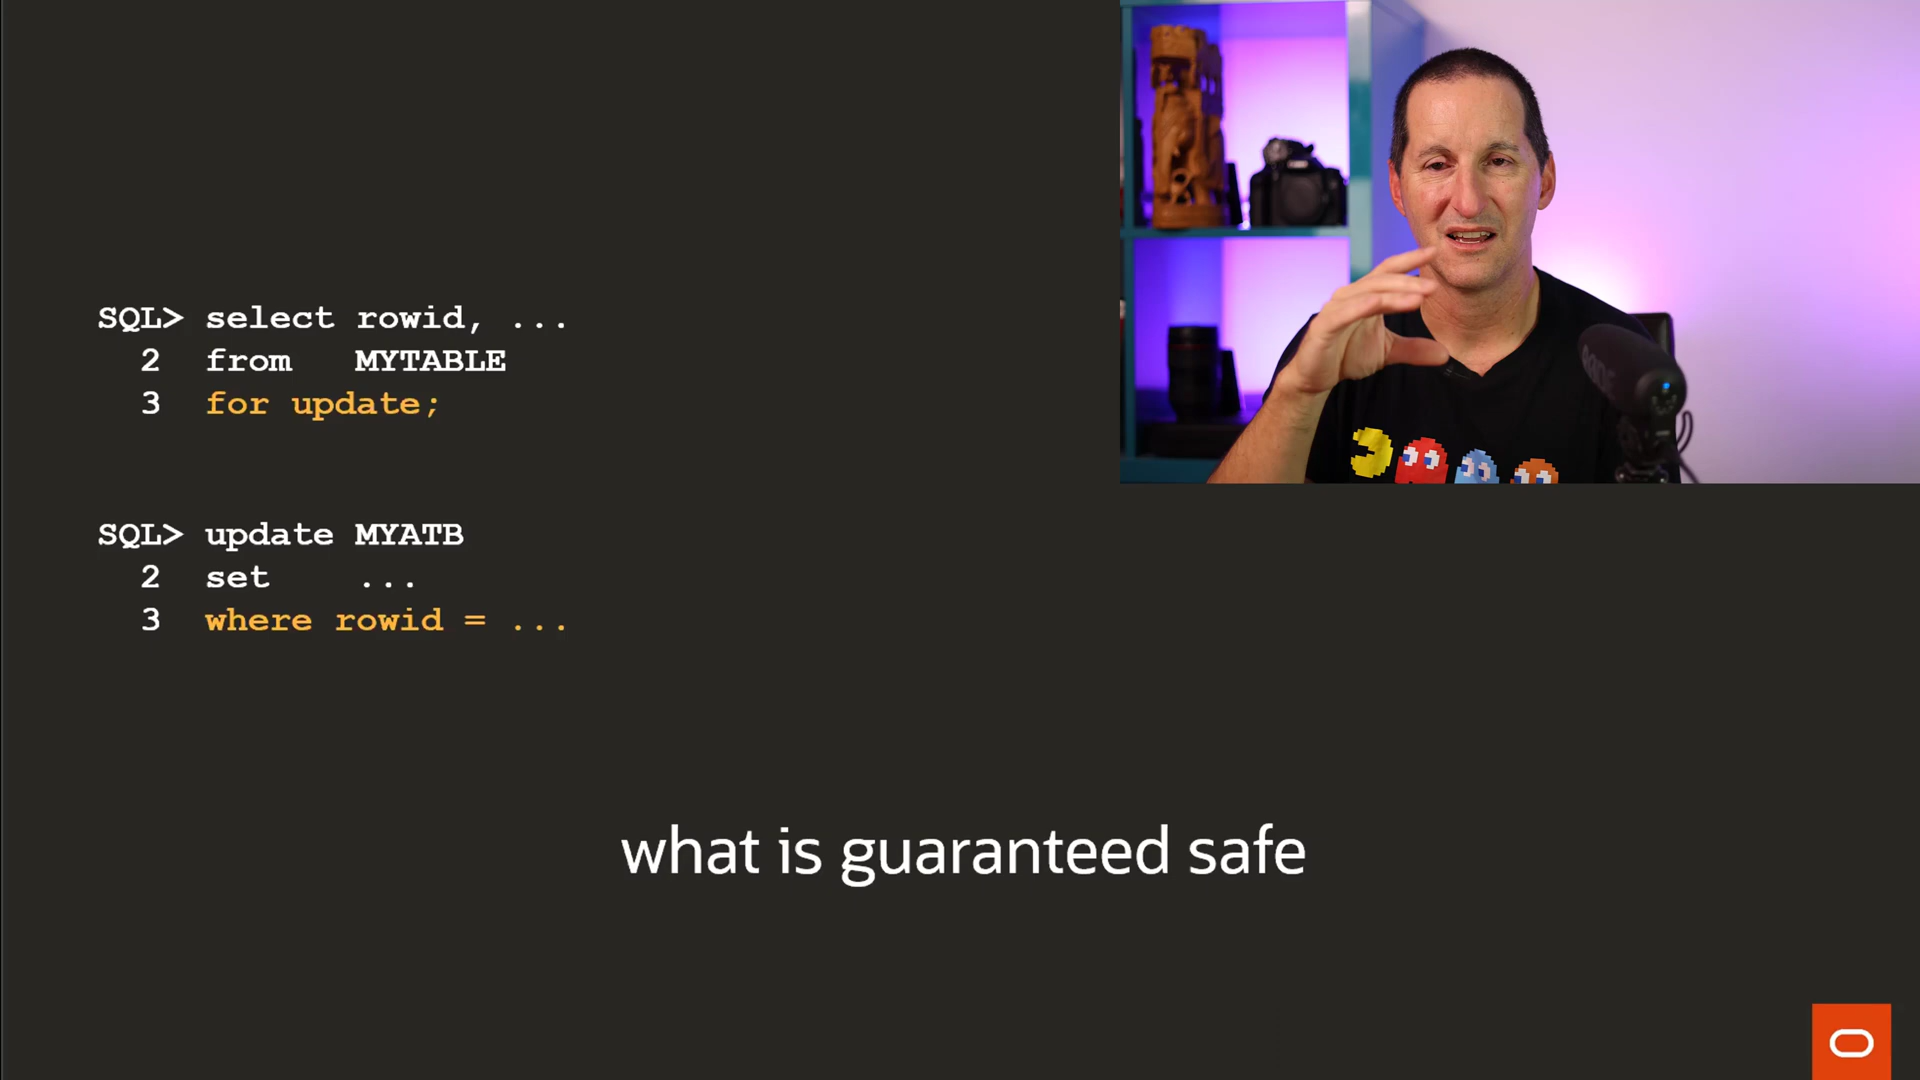 SQL> select rowid, ...
2 from MYTABLE
3 for update;
SQL> update MYATB
2 set ...
3 where rowid = ...
what is guaranteed safe